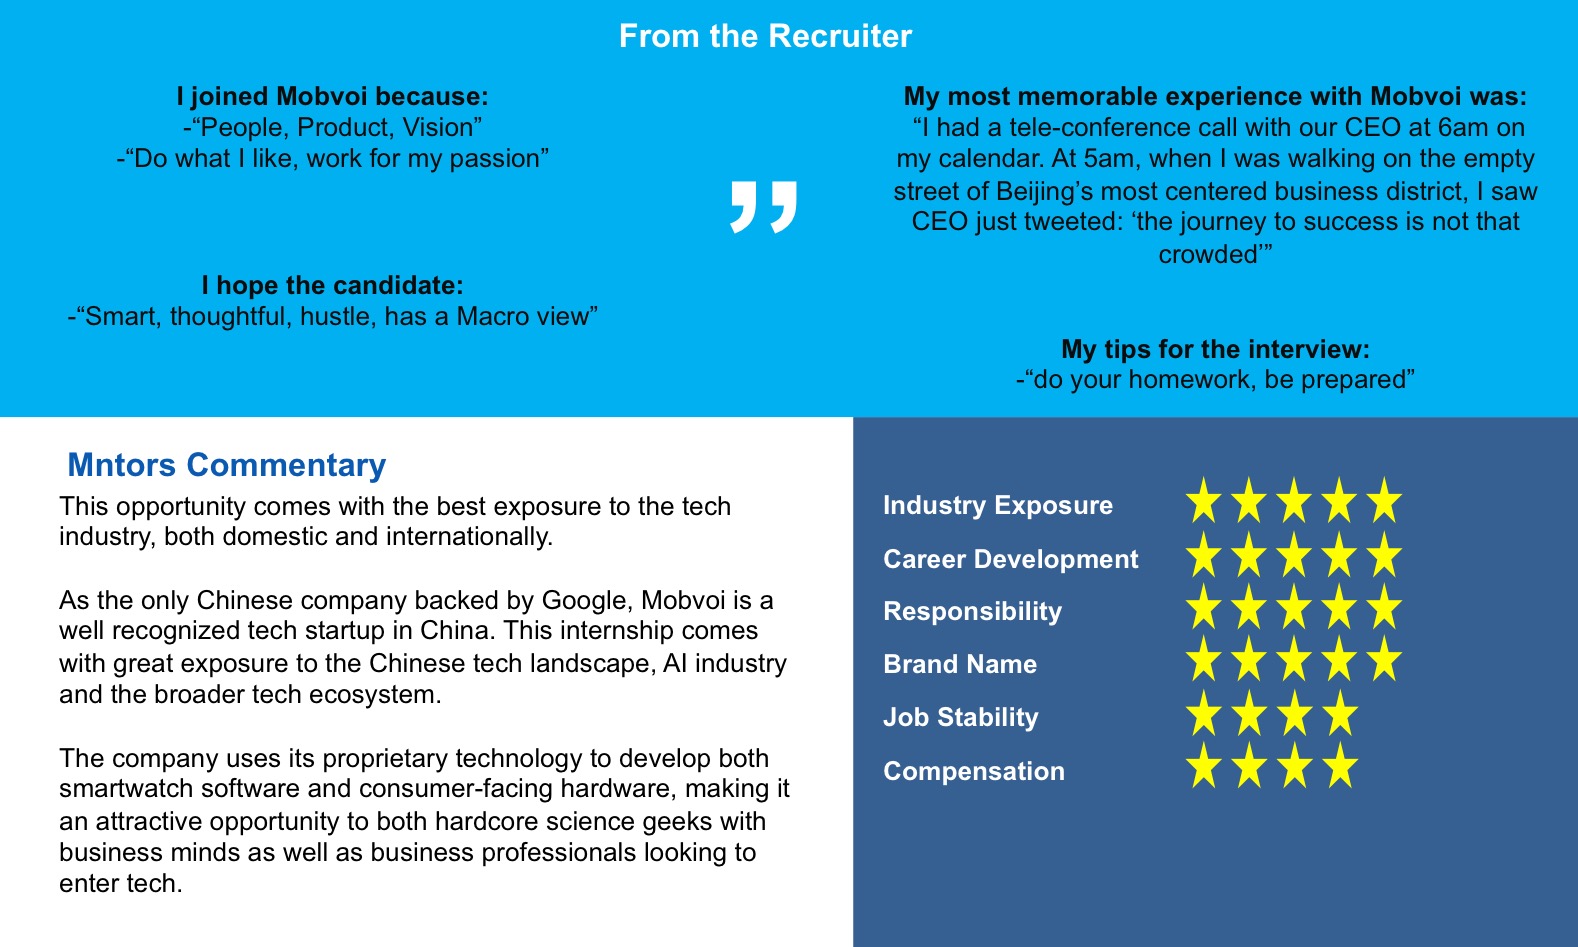 From the Recruiter
I joined Mobvoi because:
-“People, Product, Vision”
-“Do what I like, work for my passion”
I hope the candidate:
-“Smart, thoughtful, hustle, has a Macro view”
”
My most memorable experience with Mobvoi was:
“I had a tele-conference call with our CEO at 6am on
my calendar. At 5am, when I was walking on the empty
street of Beijing’s most centered business district, I saw
CEO just tweeted: ‘the journey to success is not that
crowded’”
My tips for the interview:
-“do your homework, be prepared”
Mntors Commentary
This opportunity comes with the best exposure to the tech
industry, both domestic and internationally.
As the only Chinese company backed by Google, Mobvoi is a
well recognized tech startup in China. This internship comes
with great exposure to the Chinese tech landscape, AI industry
and the broader tech ecosystem.
The company uses its proprietary technology to develop both
smartwatch software and consumer-facing hardware, making it
an attractive opportunity to both hardcore science geeks with
business minds as well as business professionals looking to
enter tech.
Industry Exposure
Career Development
Responsibility
Brand Name
Job Stability
Compensation